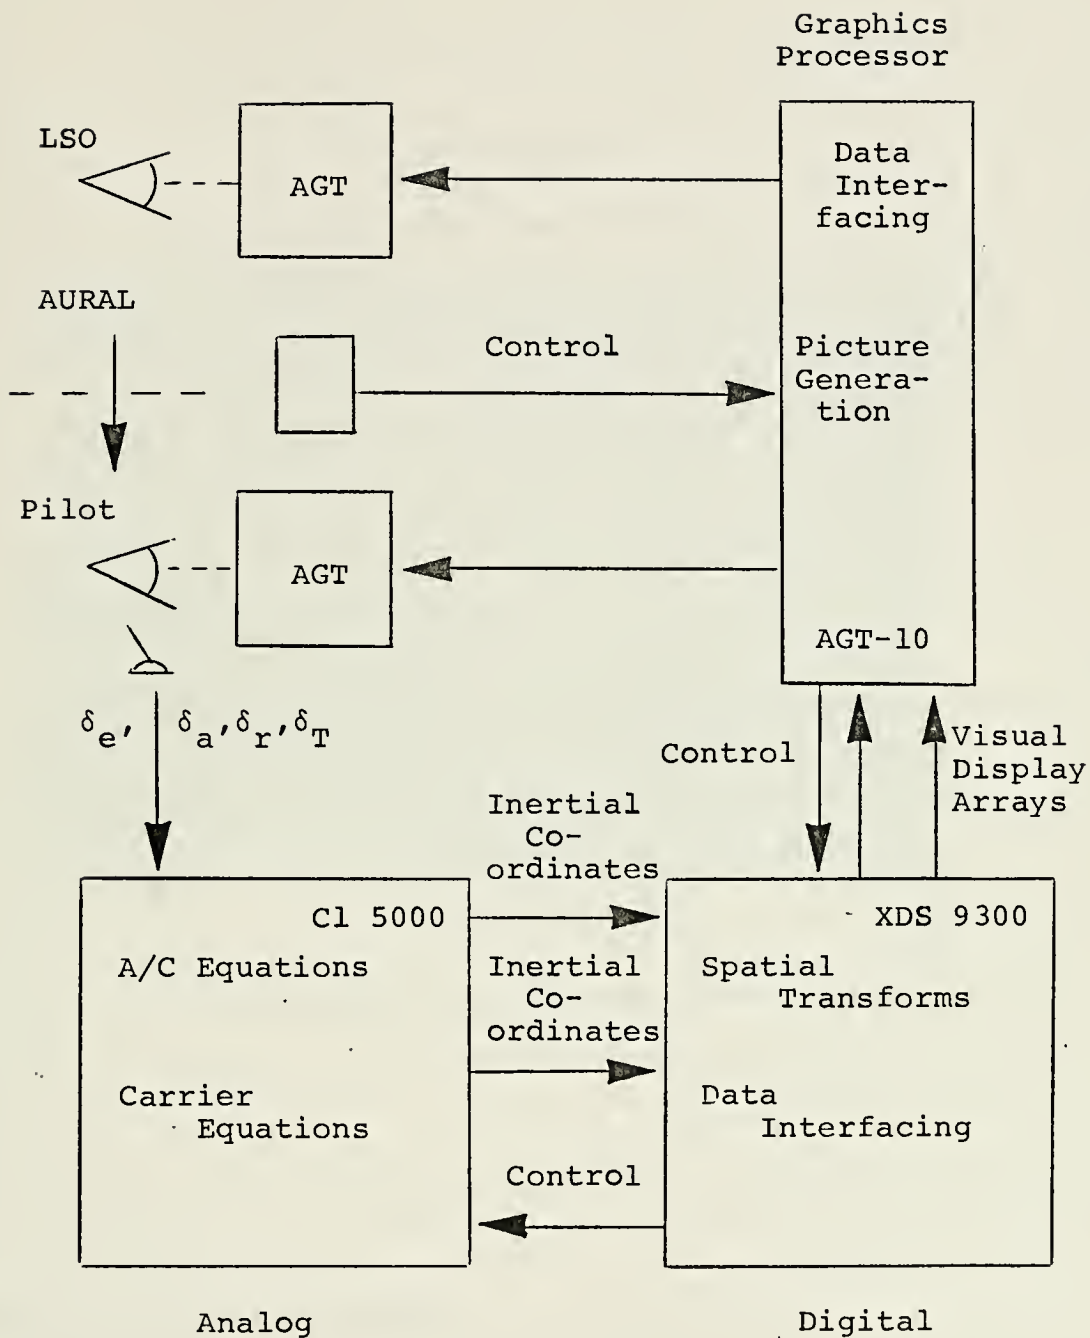 Graphics
Processor
LSO
AGT
Data
Inter-
facing
AURAL
Control
Picture
Genera-
tion
Pilot
AGT
AGT-10
δe, δa,δr,δT
Control
Visual
Display
Arrays
Inertial
Co-
ordinates
Cl 5000
A/C Equations
Inertial
Co-
ordinates
Carrier
Equations
Control
XDS 9300
Spatial
Transforms
Data
Interfacing
Analog
Digital